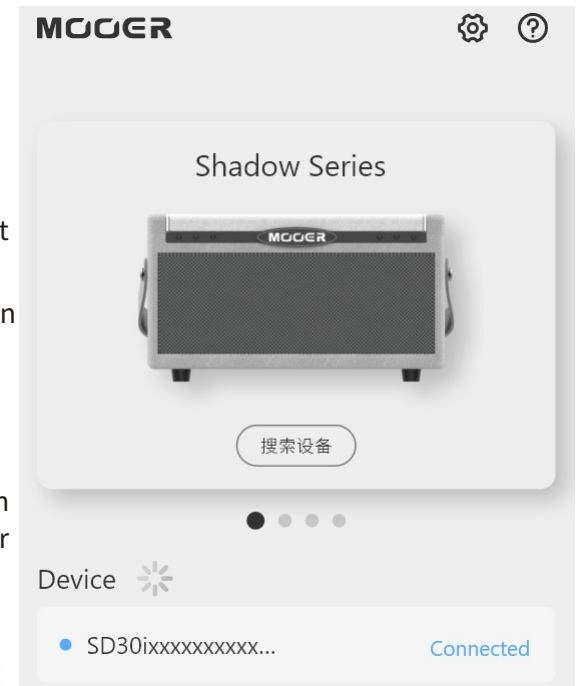 MOOER
Shadow Series
MOOER
搜索设备
Device
SD30ixxxxxxxxxx...
Connected
t
n
n
r